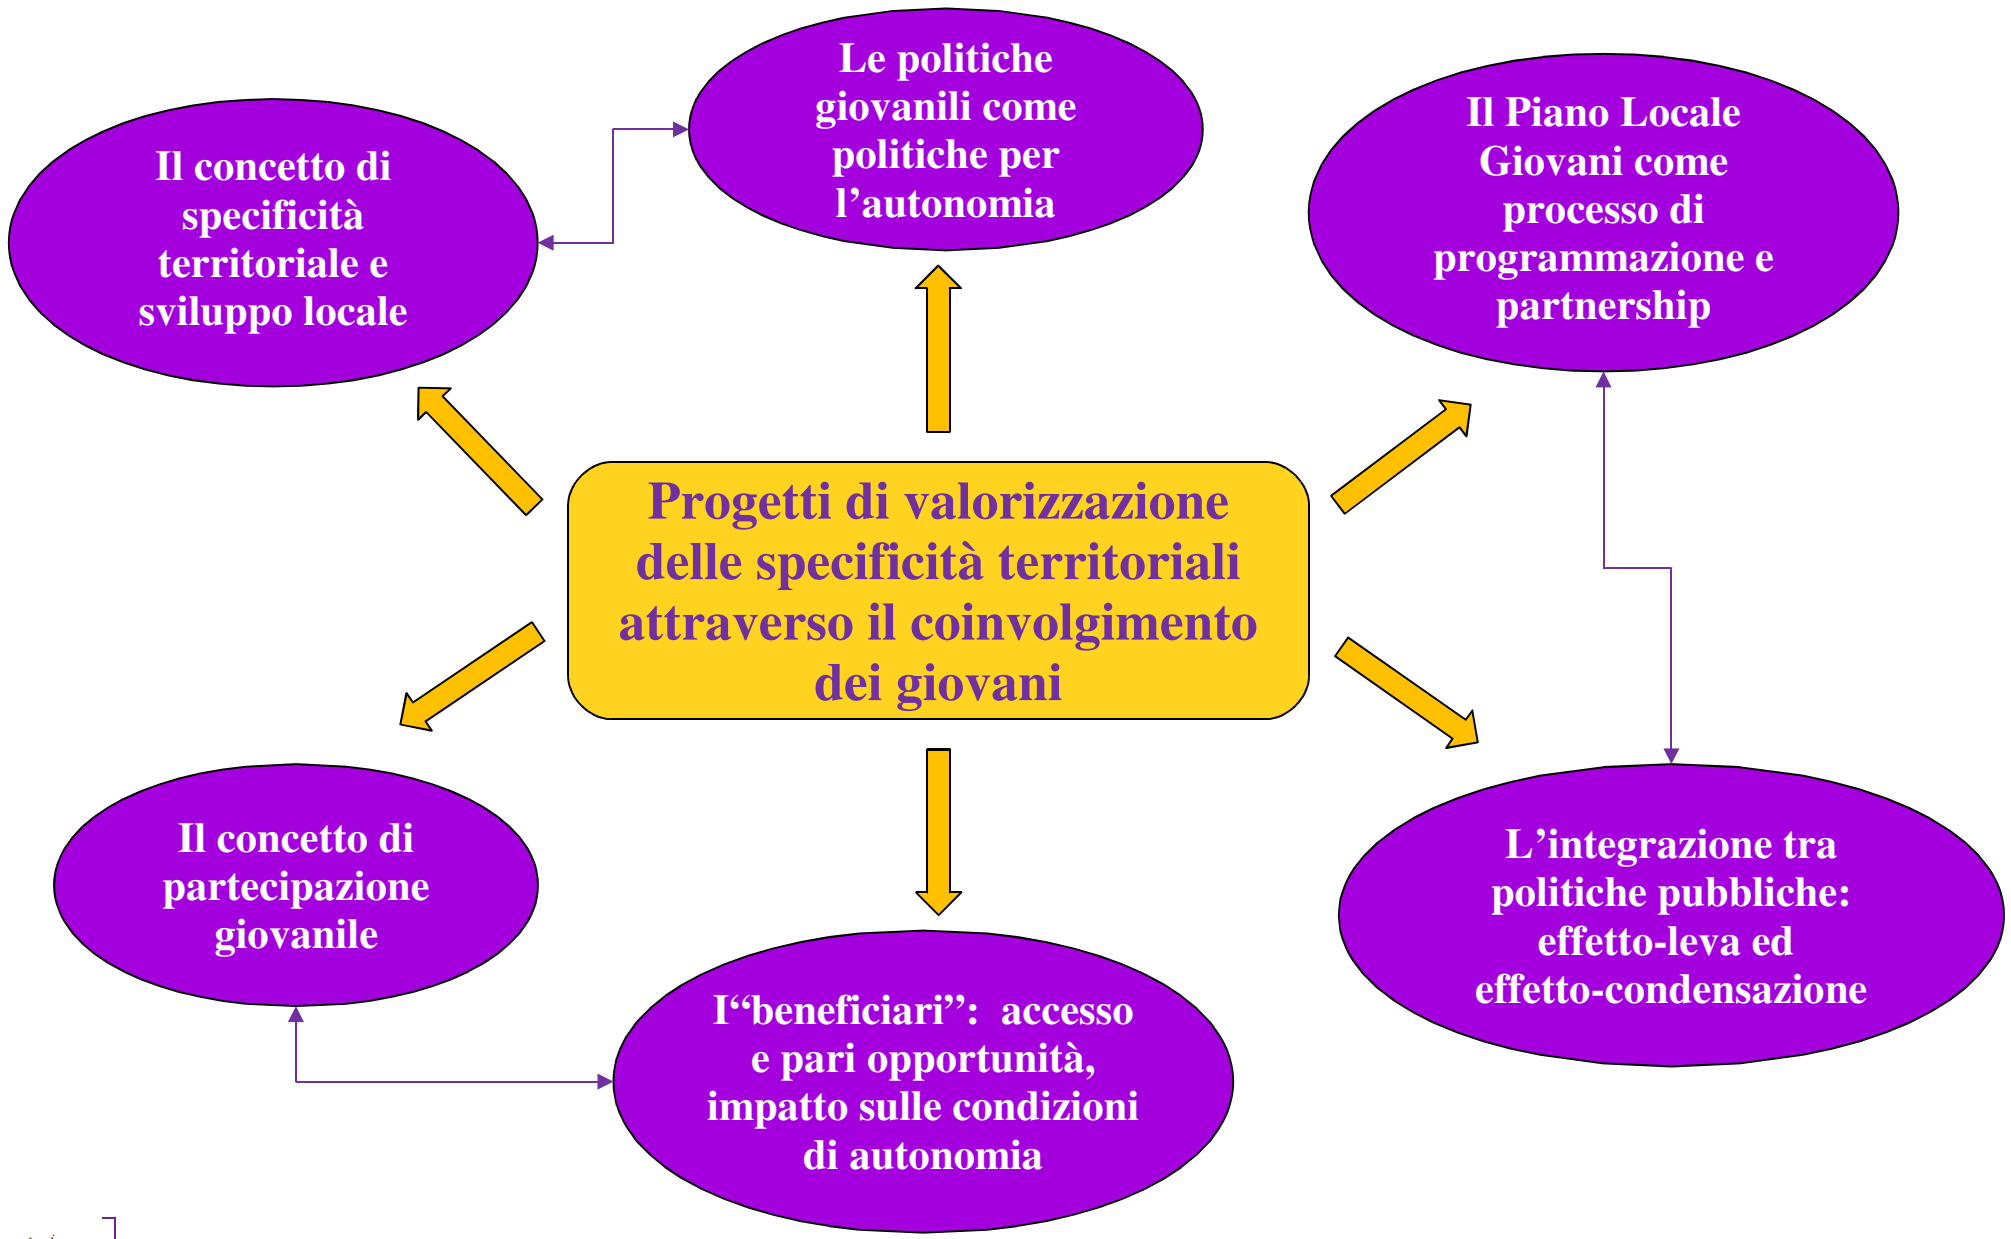 Le politiche
giovanili come
politiche per
l’autonomia
Il concetto di
specificità
territoriale e
sviluppo locale
Il Piano Locale
Giovani come
processo di
programmazione e
partnership
Progetti di valorizzazione
delle specificità territoriali
attraverso il coinvolgimento
dei giovani
Il concetto di
partecipazione
giovanile
I“beneficiari”:  accesso
e pari opportunità,
impatto sulle condizioni
di autonomia
L’integrazione tra
politiche pubbliche:
effetto-leva ed
effetto-condensazione